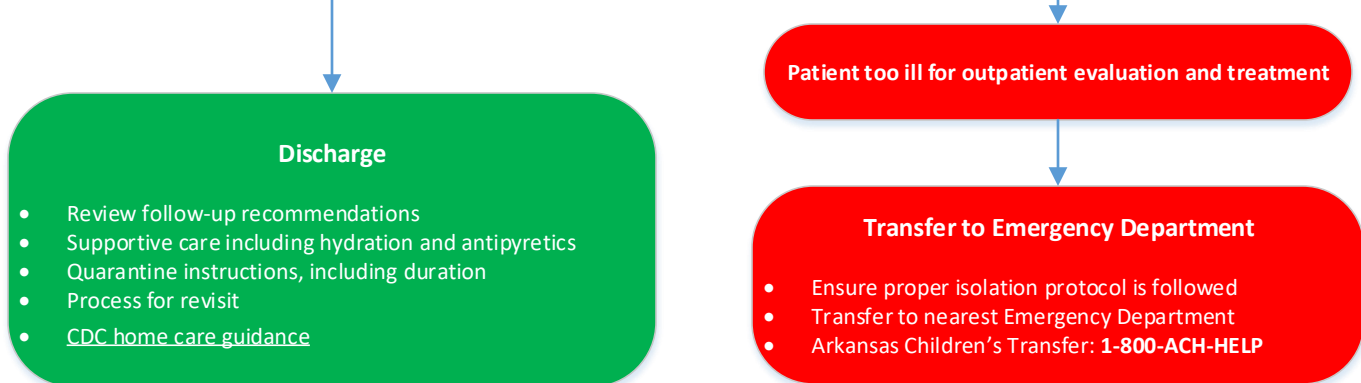 Discharge
• Review follow-up recommendations
• Supportive care including hydration and antipyretics
• Quarantine instructions, including duration
• Process for revisit
• CDC home care guidance
Patient too ill for outpatient evaluation and treatment
Transfer to Emergency Department
• Ensure proper isolation protocol is followed
• Transfer to nearest Emergency Department
• Arkansas Children’s Transfer: 1-800-ACH-HELP